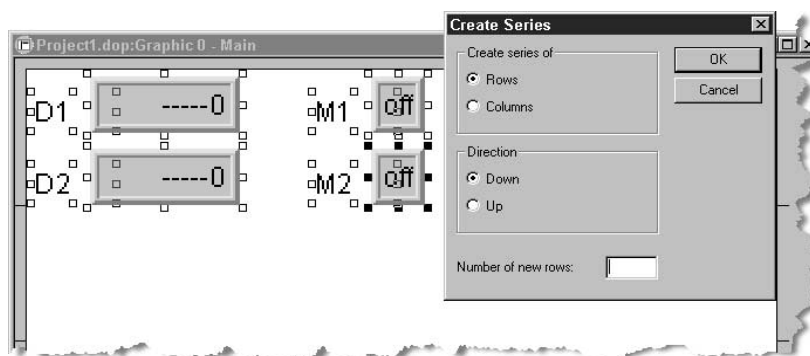 Project1.dop:Graphic 0 - Main
D1 -----0 M1 off
D2 -----0 M2 off
Create Series
Create series of
Rows
Columns
Direction
Down
Up
Number of new rows:
OK
Cancel